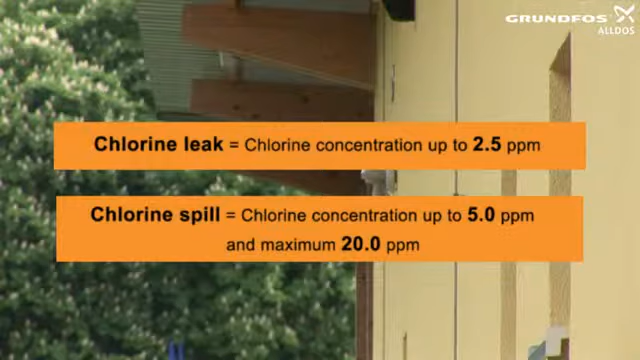 GRUNDFOS
ALLDOS
Chlorine leak = Chlorine concentration up to 2.5 ppm
Chlorine spill = Chlorine concentration up to 5.0 ppm
and maximum 20.0 ppm